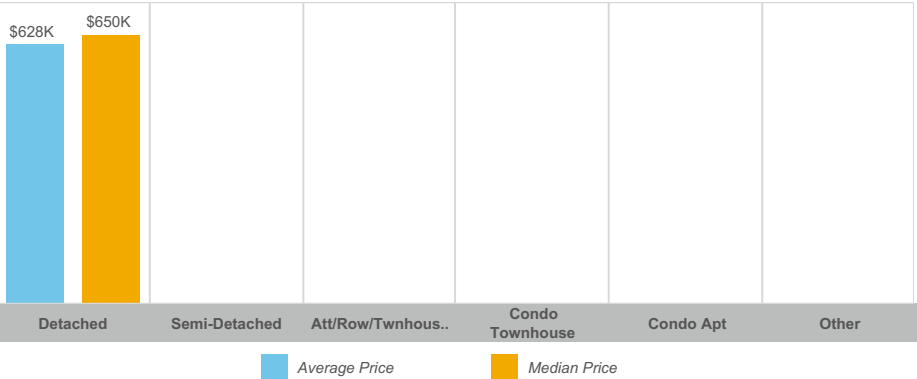 $628K
$650K
Detached
Semi-Detached
Att/Row/Twnhous..
Condo
Townhouse
Condo Apt
Other
Average Price
Median Price